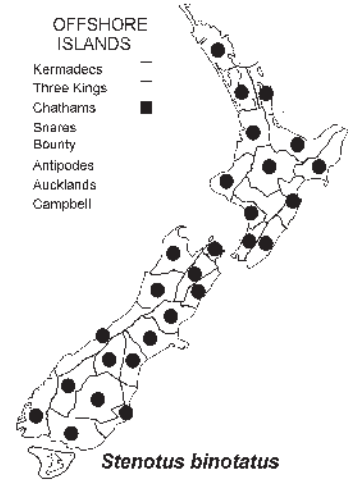 OFFSHORE
ISLANDS
Kermadecs
Three Kings
Chathams
Snares
Bounty
Antipodes
Aucklands
Campbell
Stenotus binotatus